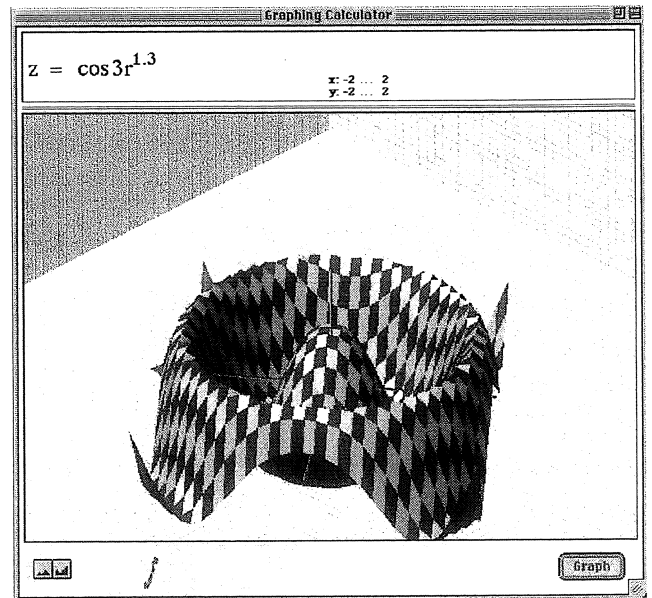 Graphing Calculator
z = cos3r^1.3
x: -2 ... 2
y: -2 ... 2
Graph